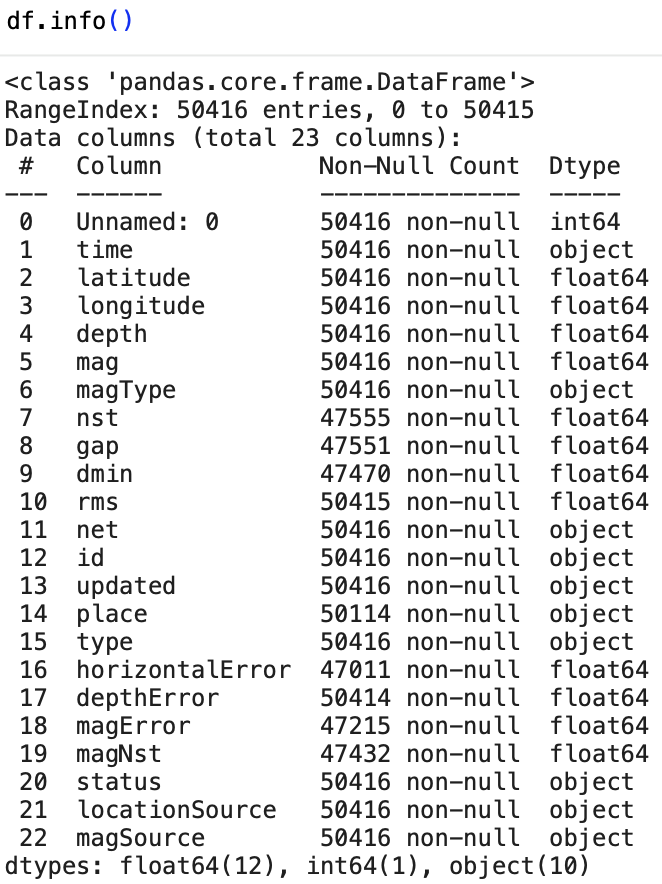 df.info()
<class 'pandas.core.frame.DataFrame'>
RangeIndex: 50416 entries, 0 to 50415
Data columns (total 23 columns):
 #   Column           Non-Null Count  Dtype
---  ------           --------------  -----
 0   Unnamed: 0       50416 non-null  int64
 1   time             50416 non-null  object
 2   latitude         50416 non-null  float64
 3   longitude        50416 non-null  float64
 4   depth            50416 non-null  float64
 5   mag              50416 non-null  float64
 6   magType          50416 non-null  object
 7   nst              47555 non-null  float64
 8   gap              47551 non-null  float64
 9   dmin             47470 non-null  float64
 10  rms              50415 non-null  float64
 11  net              50416 non-null  object
 12  id               50416 non-null  object
 13  updated          50416 non-null  object
 14  place            50114 non-null  object
 15  type             50416 non-null  object
 16  horizontalError  47011 non-null  float64
 17  depthError       50414 non-null  float64
 18  magError         47215 non-null  float64
 19  magNst           47432 non-null  float64
 20  status           50416 non-null  object
 21  locationSource   50416 non-null  object
 22  magSource        50416 non-null  object
dtypes: float64(12), int64(1), object(10)